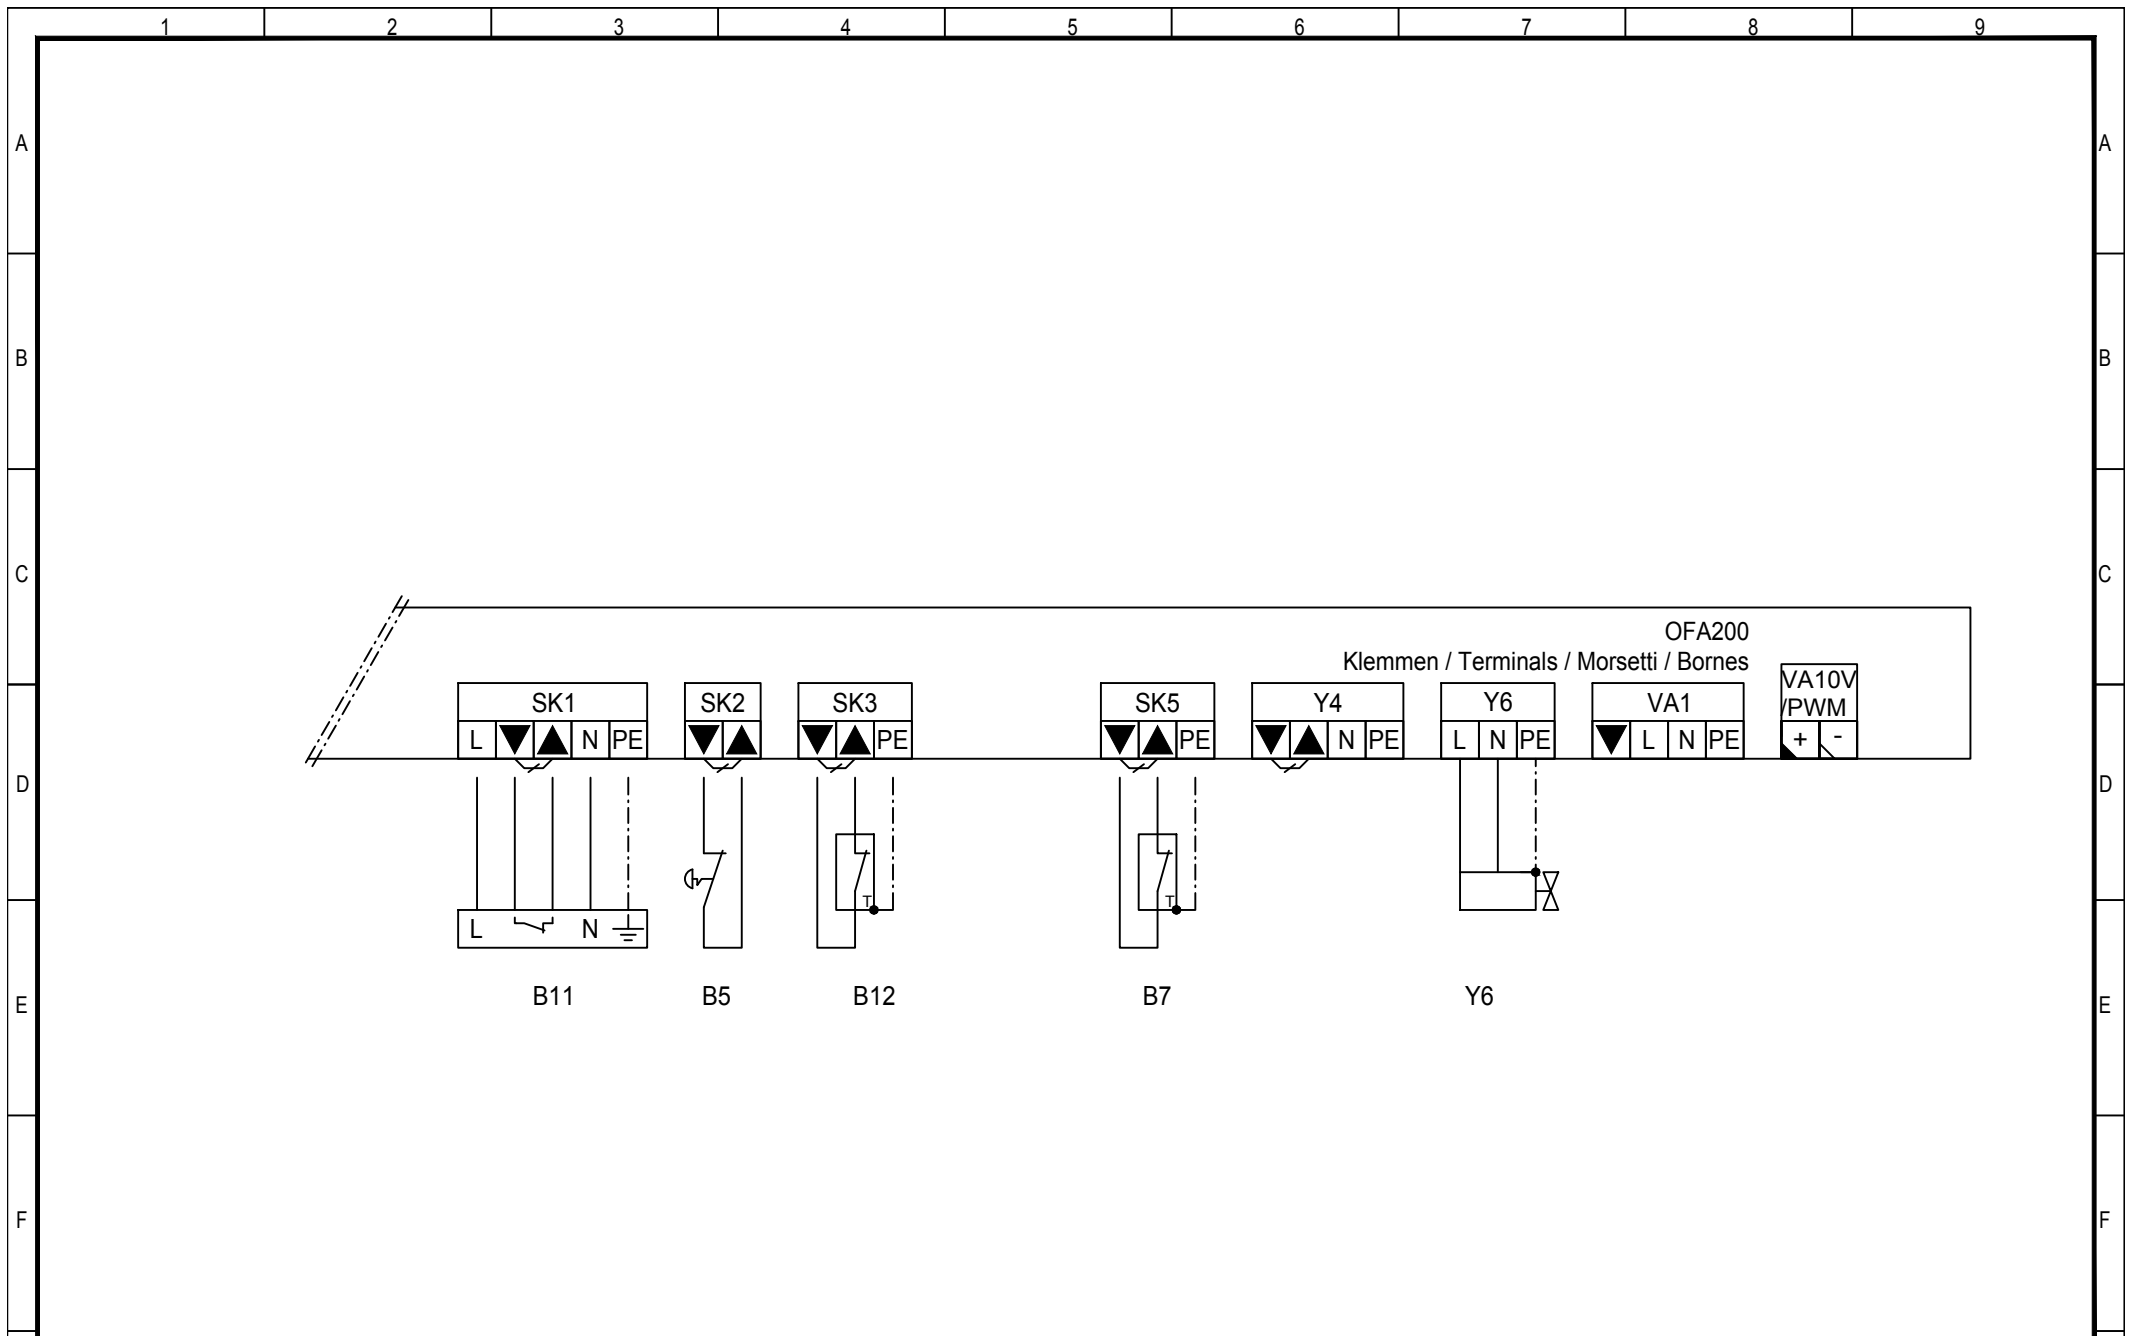 1 2 3 4 5 6 7 8 9
A A
B B
C C
OFA200
Klemmen / Terminals / Morsetti / Bornes
VA10V
/PWM
SK1 SK2 SK3 SK5 Y4 Y6 VA1
L ▼ ▲ N PE ▼ ▲ ▼ ▲ PE ▼ ▲ PE ▼ ▲ N PE L N PE ▼ L N PE + -
D D
T T
L N
B11 B5 B12 B7 Y6
E E
F F